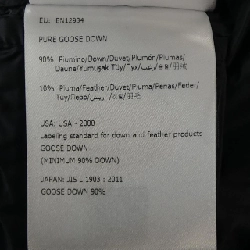 EU: EN12934
PURE GOOSE DOWN
90% Piumino/Down/Duvet/Plumón/Plumas/
10% Piuma/Feather/Duvet/Pluma/Penas/Feder/
USA: USA - 2000
Labeling standard for down and feather products
GOOSE DOWN
(MINIMUM 90% DOWN)
JAPAN: JIS L 1903 : 2011
GOOSE DOWN 90%